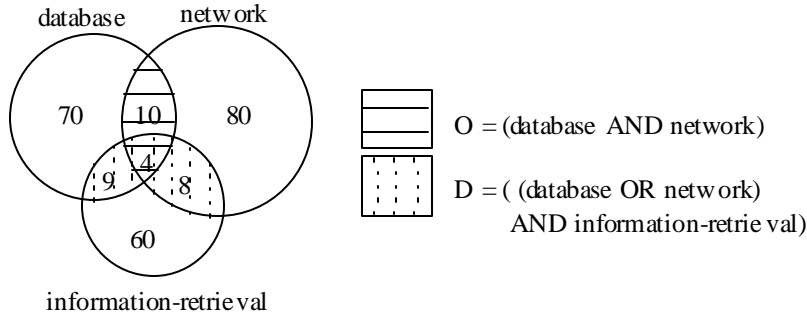 database
network
70
10
80
4
9
8
60
information-retrieval
O = (database AND network)
D = ( (database OR network)
AND information-retrieval)